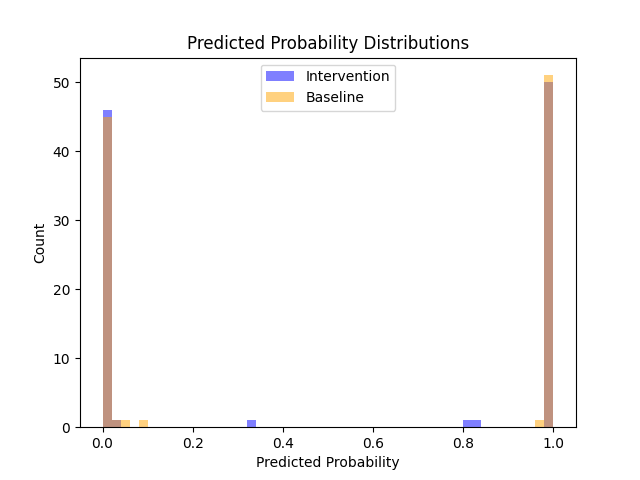 Predicted Probability Distributions
Intervention
Baseline
Count
50
40
30
20
10
0
0.0 0.2 0.4 0.6 0.8 1.0
Predicted Probability